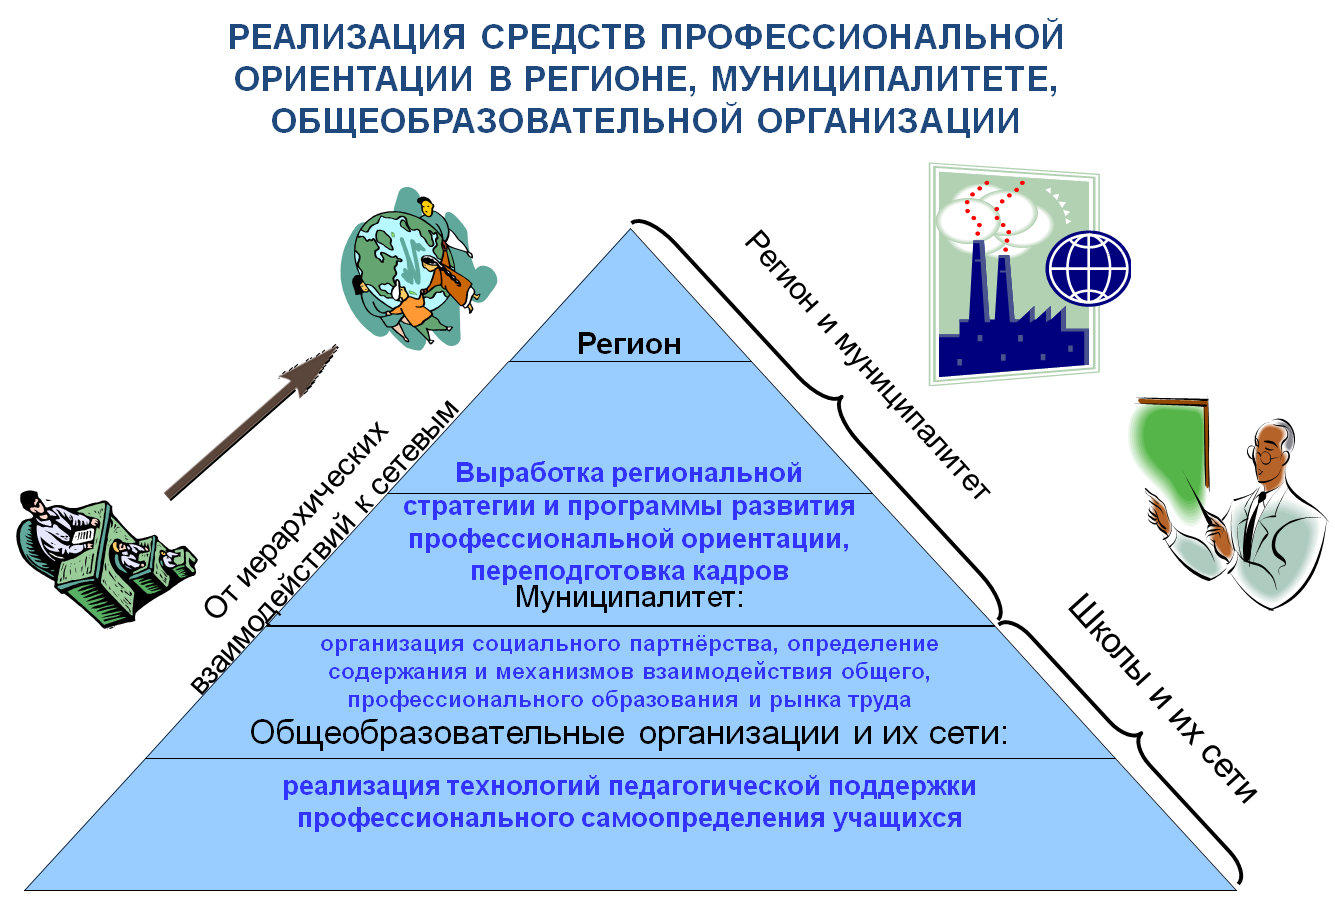 РЕАЛИЗАЦИЯ СРЕДСТВ ПРОФЕССИОНАЛЬНОЙ
ОРИЕНТАЦИИ В РЕГИОНЕ, МУНИЦИПАЛИТЕТЕ,
ОБЩЕОБРАЗОВАТЕЛЬНОЙ ОРГАНИЗАЦИИ
От иерархических
взаимодействий к сетевым
Регион
Выработка региональной
стратегии и программы развития
профессиональной ориентации,
переподготовка кадров
Муниципалитет:
организация социального партнёрства, определение
содержания и механизмов взаимодействия общего,
профессионального образования и рынка труда
Общеобразовательные организации и их сети:
реализация технологий педагогической поддержки
профессионального самоопределения учащихся
Регион и муниципалитет
Школы и их сети